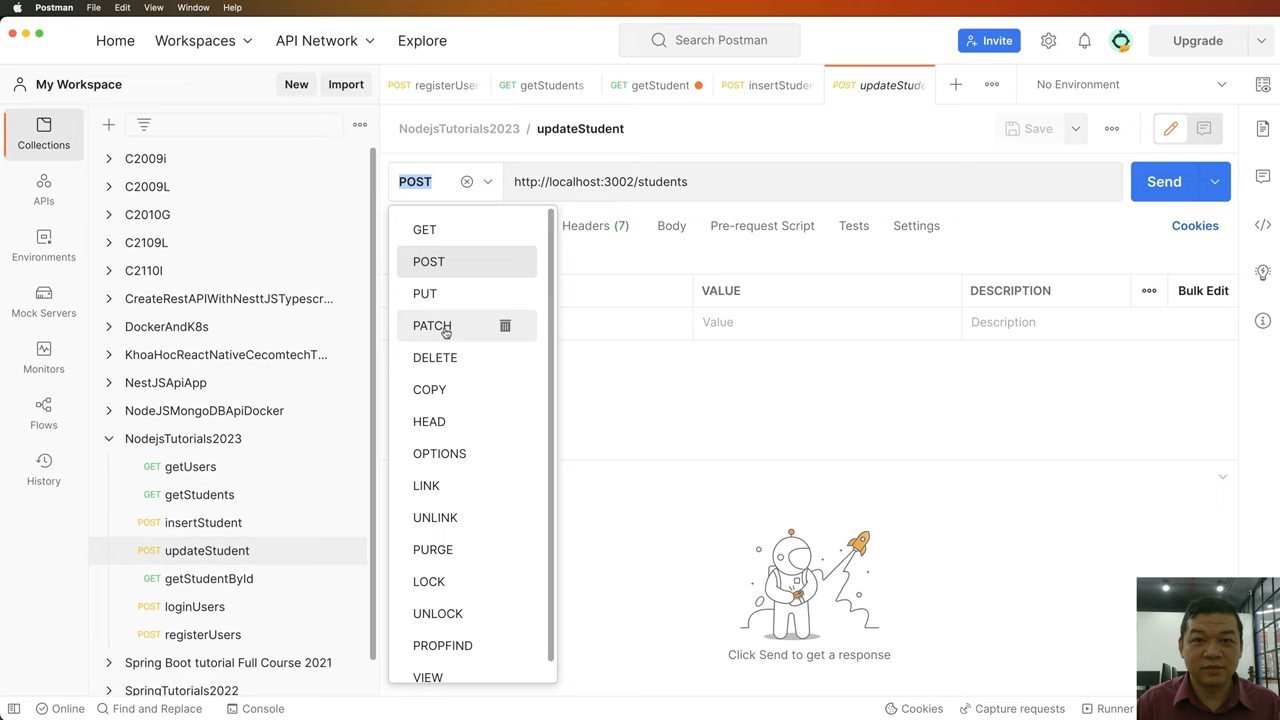 Postman File Edit View Window Help
Home Workspaces API Network Explore Search Postman Invite Upgrade
My Workspace New Import
POST registerUser GET getStudents GET getStudent POST insertStuden POST updateStude No Environment
NodejsTutorials2023 / updateStudent Save
Collections
APIs
Environments
Mock Servers
Monitors
Flows
History
C2009i
C2009L
C2010G
C2109L
C2110I
CreateRestAPIWithNesttJSTypescr...
DockerAndK8s
KhoaHocReactNativeCecomtechT...
NestJSApiApp
NodeJSMongoDBApiDocker
NodejsTutorials2023
GET getUsers
GET getStudents
POST insertStudent
POST updateStudent
GET getStudentById
POST loginUsers
POST registerUsers
Spring Boot tutorial Full Course 2021
SpringTutorials2022
POST http://localhost:3002/students Send
Headers (7) Body Pre-request Script Tests Settings Cookies
VALUE DESCRIPTION Bulk Edit
Value Description
GET
POST
PUT
PATCH
DELETE
COPY
HEAD
OPTIONS
LINK
UNLINK
PURGE
LOCK
UNLOCK
PROPFIND
VIEW
Click Send to get a response
Online Find and Replace Console Cookies Capture requests Runner